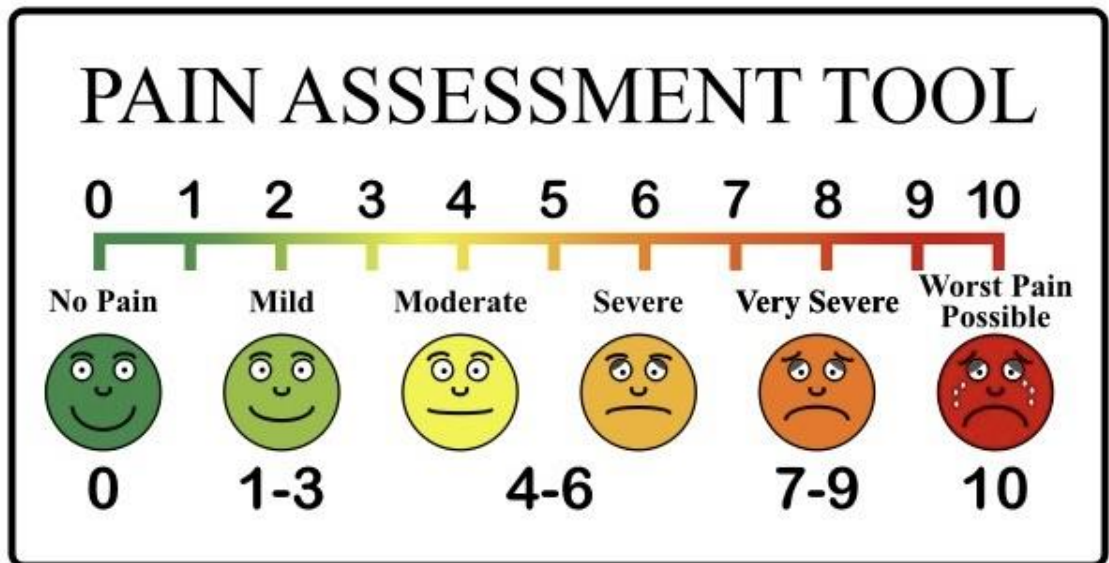 PAIN ASSESSMENT TOOL
0 1 2 3 4 5 6 7 8 9 10
No Pain Mild Moderate Severe Very Severe Worst Pain
Possible
0 1-3 4-6 7-9 10